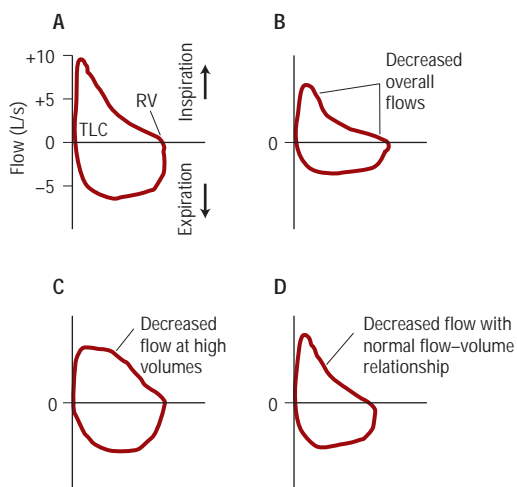 A
+10
+5
0
−5
Flow (L/s)
TLC
RV
Inspiration
Expiration
B
0
Decreased
overall
flows
C
0
Decreased
flow at high
volumes
D
0
Decreased flow with
normal flow–volume
relationship